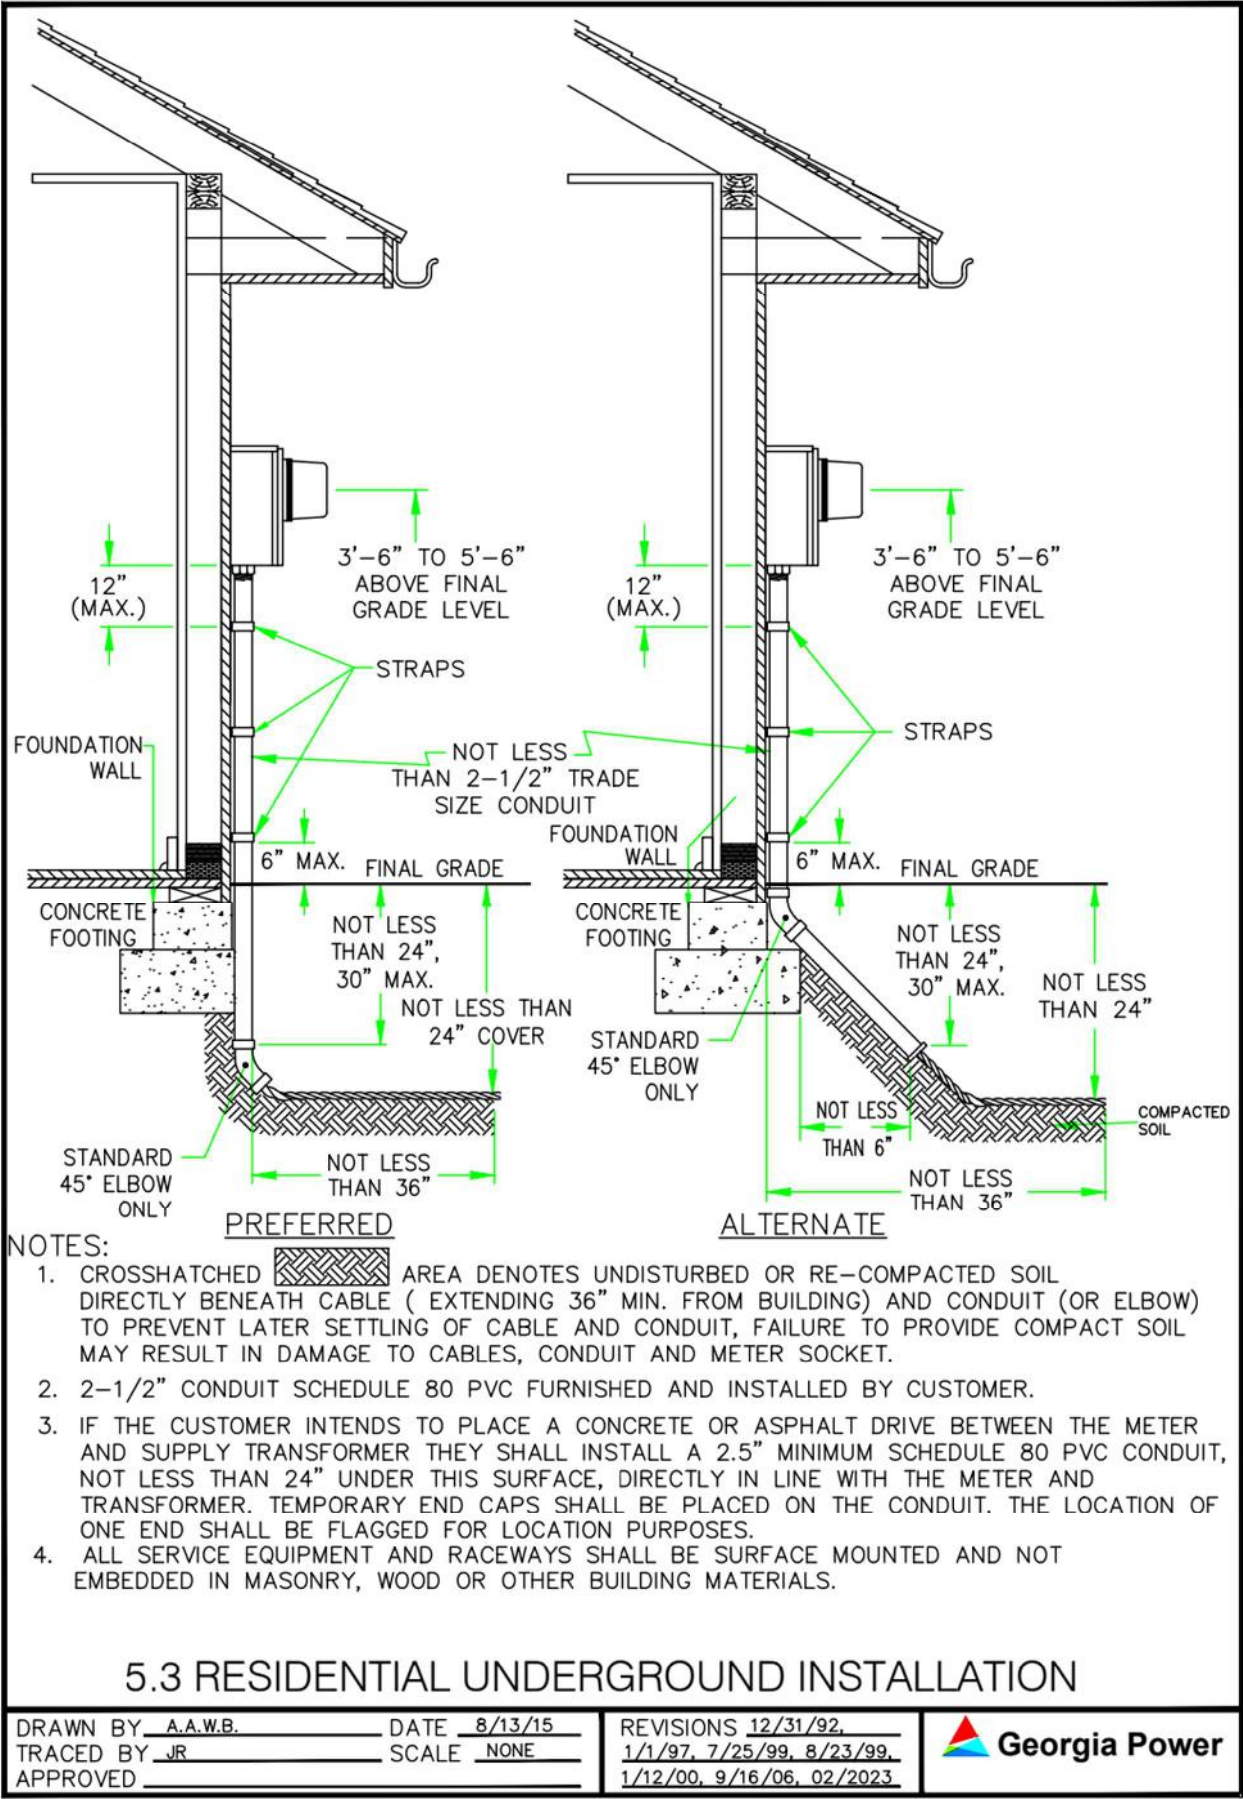 3'-6" TO 5'-6"
ABOVE FINAL
GRADE LEVEL
12"
(MAX.)
STRAPS
FOUNDATION
WALL
NOT LESS
THAN 2-1/2" TRADE
SIZE CONDUIT
6" MAX.
FINAL GRADE
CONCRETE
FOOTING
NOT LESS
THAN 24",
30" MAX.
NOT LESS THAN
24" COVER
STANDARD
45° ELBOW
ONLY
NOT LESS
THAN 36"
PREFERRED
3'-6" TO 5'-6"
ABOVE FINAL
GRADE LEVEL
12"
(MAX.)
STRAPS
FOUNDATION
WALL
6" MAX.
FINAL GRADE
CONCRETE
FOOTING
NOT LESS
THAN 24",
30" MAX.
NOT LESS
THAN 24"
STANDARD
45° ELBOW
ONLY
NOT LESS
THAN 6"
COMPACTED
SOIL
NOT LESS
THAN 36"
ALTERNATE
NOTES:
1. CROSSHATCHED AREA DENOTES UNDISTURBED OR RE-COMPACTED SOIL
DIRECTLY BENEATH CABLE ( EXTENDING 36" MIN. FROM BUILDING) AND CONDUIT (OR ELBOW)
TO PREVENT LATER SETTLING OF CABLE AND CONDUIT, FAILURE TO PROVIDE COMPACT SOIL
MAY RESULT IN DAMAGE TO CABLES, CONDUIT AND METER SOCKET.
2. 2-1/2" CONDUIT SCHEDULE 80 PVC FURNISHED AND INSTALLED BY CUSTOMER.
3. IF THE CUSTOMER INTENDS TO PLACE A CONCRETE OR ASPHALT DRIVE BETWEEN THE METER
AND SUPPLY TRANSFORMER THEY SHALL INSTALL A 2.5" MINIMUM SCHEDULE 80 PVC CONDUIT,
NOT LESS THAN 24" UNDER THIS SURFACE, DIRECTLY IN LINE WITH THE METER AND
TRANSFORMER. TEMPORARY END CAPS SHALL BE PLACED ON THE CONDUIT. THE LOCATION OF
ONE END SHALL BE FLAGGED FOR LOCATION PURPOSES.
4. ALL SERVICE EQUIPMENT AND RACEWAYS SHALL BE SURFACE MOUNTED AND NOT
EMBEDDED IN MASONRY, WOOD OR OTHER BUILDING MATERIALS.
5.3 RESIDENTIAL UNDERGROUND INSTALLATION
DRAWN BY A.A.W.B. DATE 8/13/15
TRACED BY JR SCALE NONE
APPROVED
REVISIONS 12/31/92,
1/1/97, 7/25/99, 8/23/99,
1/12/00, 9/16/06, 02/2023
Georgia Power